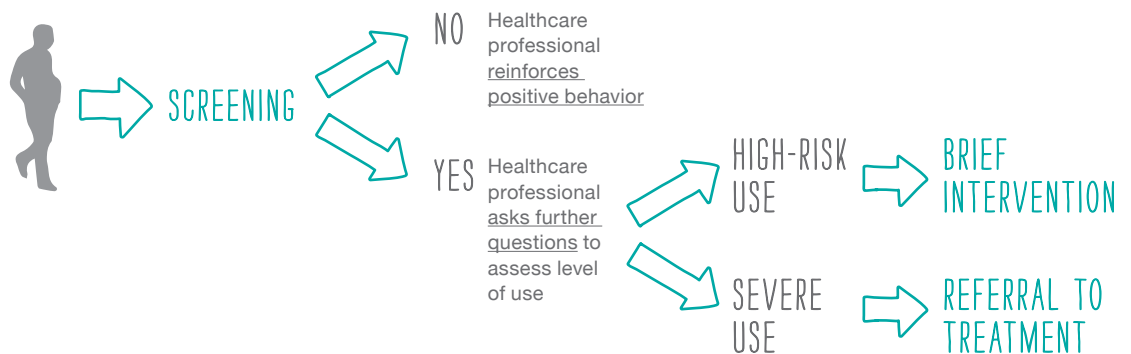 SCREENING
NO
Healthcare
professional
reinforces
positive behavior
YES
Healthcare
professional
asks further
questions to
assess level
of use
HIGH-RISK
USE
BRIEF
INTERVENTION
SEVERE
USE
REFERRAL TO
TREATMENT